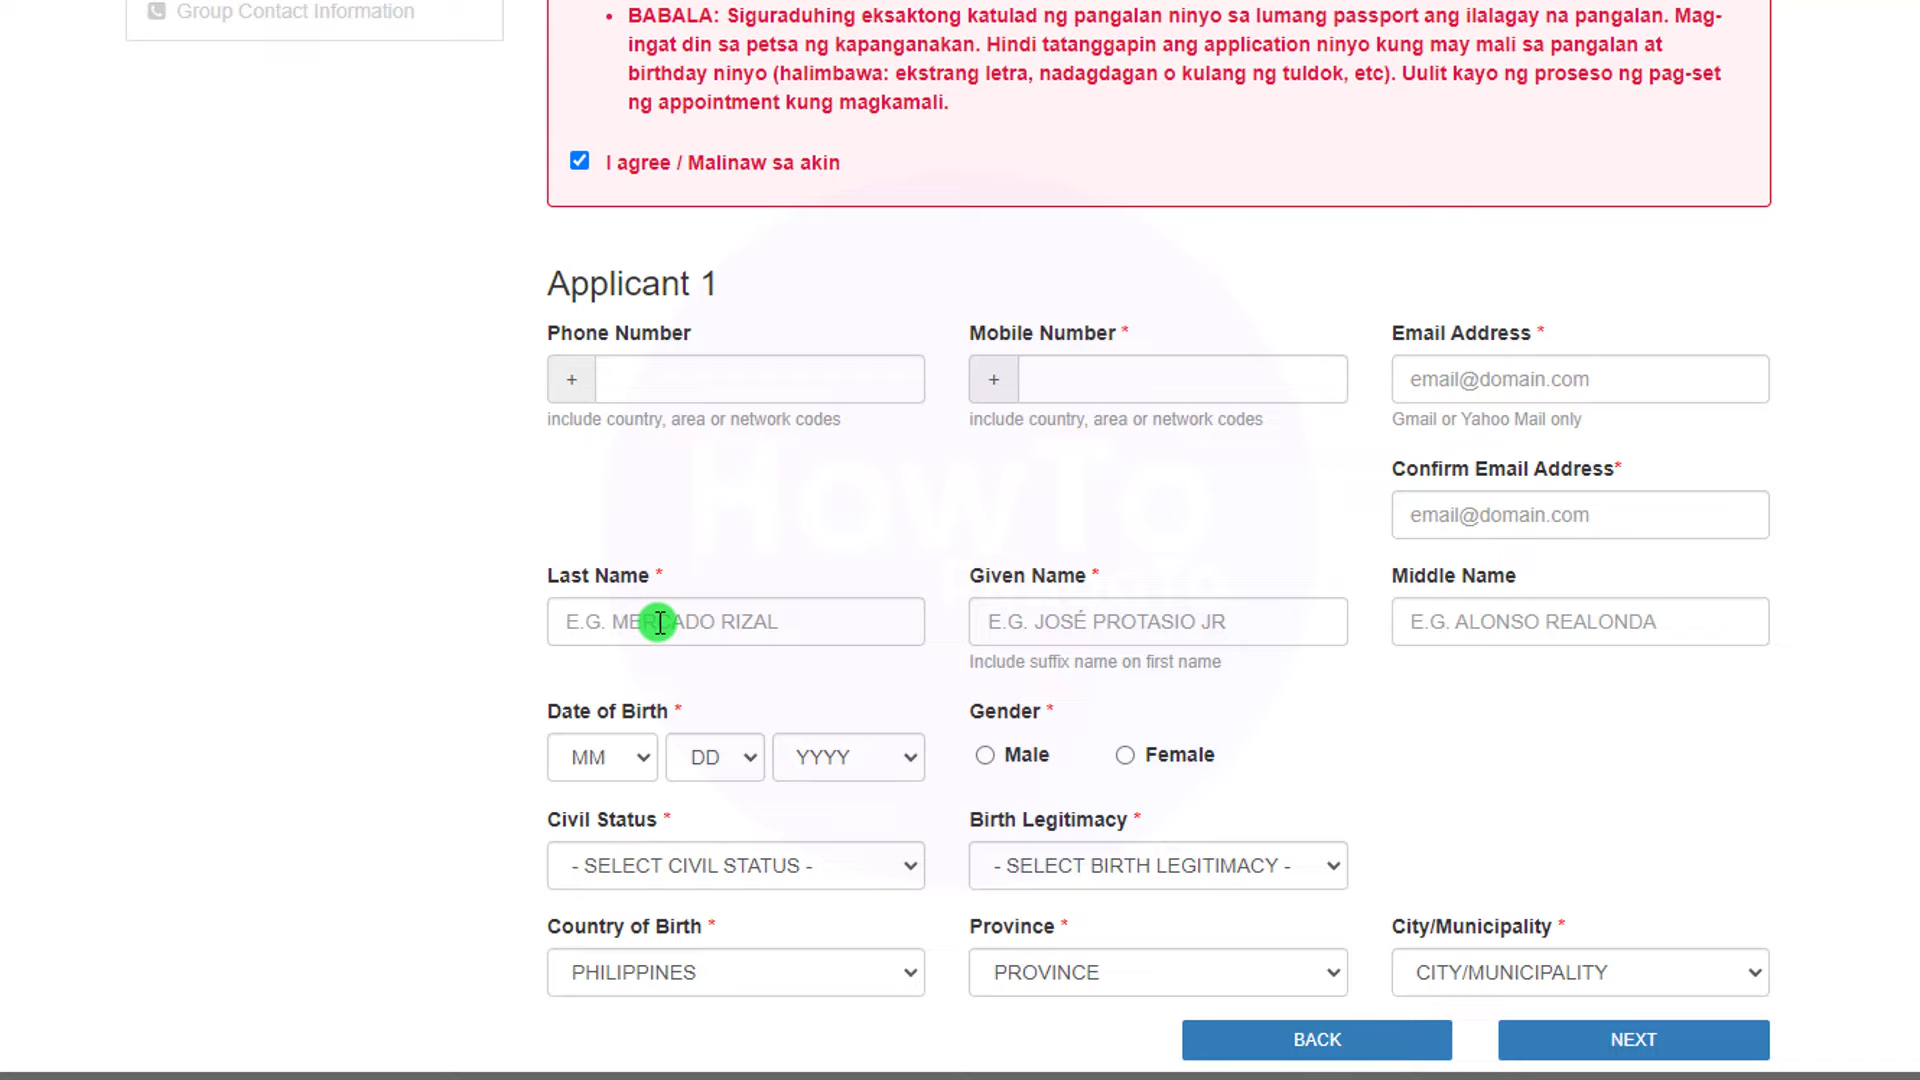 Group Contact Information
• BABALA: Siguraduhing eksaktong katulad ng pangalan ninyo sa lumang passport ang ilalagay na pangalan. Mag-
ingat din sa petsa ng kapanganakan. Hindi tatanggapin ang application ninyo kung may mali sa pangalan at
birthday ninyo (halimbawa: ekstrang letra, nadagdagan o kulang ng tuldok, etc). Uulit kayo ng proseso ng pag-set
ng appointment kung magkamali.
I agree / Malinaw sa akin
Applicant 1
Phone Number Mobile Number * Email Address *
+ + email@domain.com
include country, area or network codes include country, area or network codes Gmail or Yahoo Mail only
Confirm Email Address*
email@domain.com
HowTo
Last Name * Given Name * Middle Name
E.G. MERCADO RIZAL E.G. JOSÉ PROTASIO JR E.G. ALONSO REALONDA
Include suffix name on first name
Date of Birth * Gender *
MM DD YYYY Male Female
Civil Status * Birth Legitimacy *
- SELECT CIVIL STATUS - - SELECT BIRTH LEGITIMACY -
Country of Birth * Province * City/Municipality *
PHILIPPINES PROVINCE CITY/MUNICIPALITY
BACK NEXT